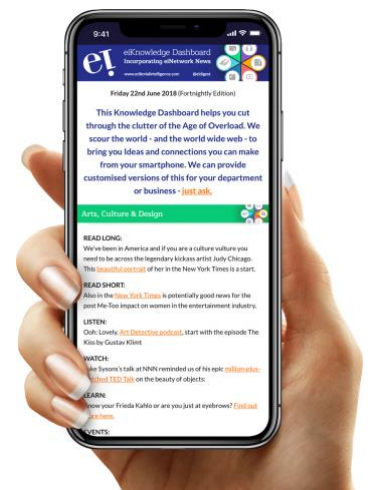 9:41
ei!
eiKnowledge Dashboard
Incorporating eiNetwork News
www.editorialintelligence.com @eidigest
Friday 22nd June 2018 (Fortnightly Edition)
This Knowledge Dashboard helps you cut
through the clutter of the Age of Overload. We
scour the world - and the world wide web - to
bring you Ideas and connections you can make
from your smartphone. We can provide
customised versions of this for your department
or business - just ask.
Arts, Culture & Design
READ LONG:
We've been in America and if you are a culture vulture you
need to be across the legendary kickass artist Judy Chicago.
This beautiful portrait of her in the New York Times is a start.
READ SHORT:
Also in the New York Times is potentially good news for the
post Me-Too impact on women in the entertainment industry.
LISTEN:
Ooh: Lovely. Art Detective podcast, start with the episode The
Kiss by Gustav Klimt
WATCH:
Sysons's talk at NNN reminded us of his epic million-plus-
TED Talk on the beauty of objects:
LEARN:
your Frieda Kahlo or are you just at eyebrows? Find out
here.
EVENTS: